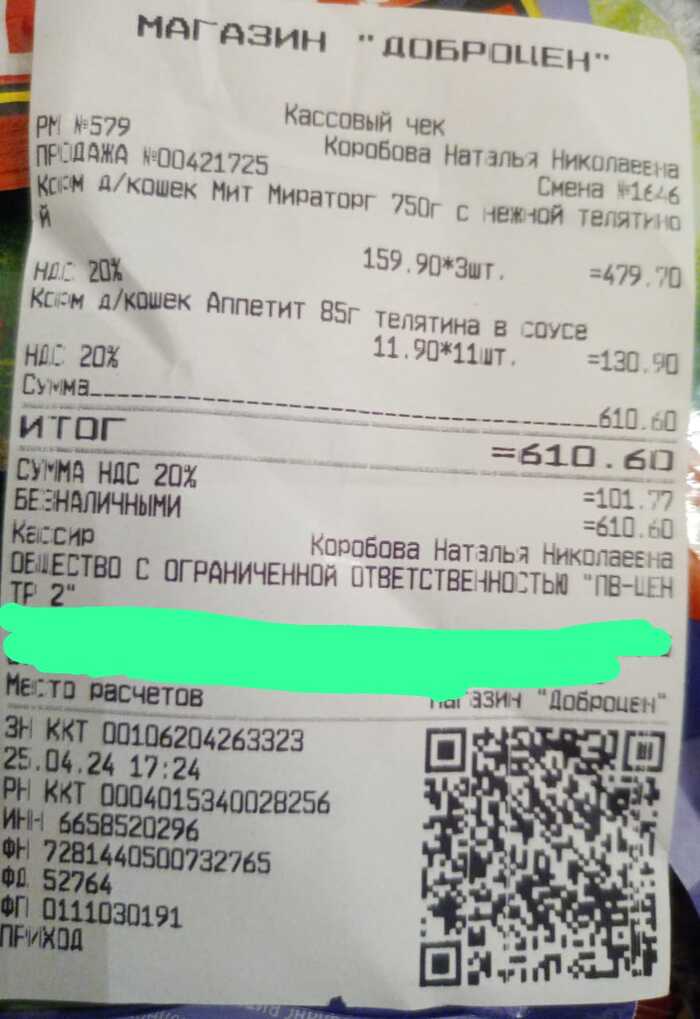 МАГАЗИН "ДОБРОЦЕН"
Кассовый чек
РМ №579
Коробова Наталья Николаевна
ПРОДАЖА №00421725
Смена №1646
Корм д/кошек Мит Мираторг 750г с нежной телятино
й
159.90*3шт. =479.70
НДС 20%
Корм д/кошек Аппетит 85г телятина в соусе
11.90*11шт. =130.90
НДС 20%
Сумма 610.60
ИТОГ =610.60
СУММА НДС 20% =101.77
БЕЗНАЛИЧНЫМИ =610.60
Кассир Коробова Наталья Николаевна
ОБЩЕСТВО С ОГРАНИЧЕННОЙ ОТВЕТСТВЕННОСТЬЮ "ПВ-ЦЕН
ТР 2"
Место расчетов Магазин "Доброцен"
ЗН ККТ 00106204263323
25.04.24 17:24
РН ККТ 0004015340028256
ИНН 6658520296
ФН 7281440500732765
ФД 52764
ФП 0111030191
ПРИХОД